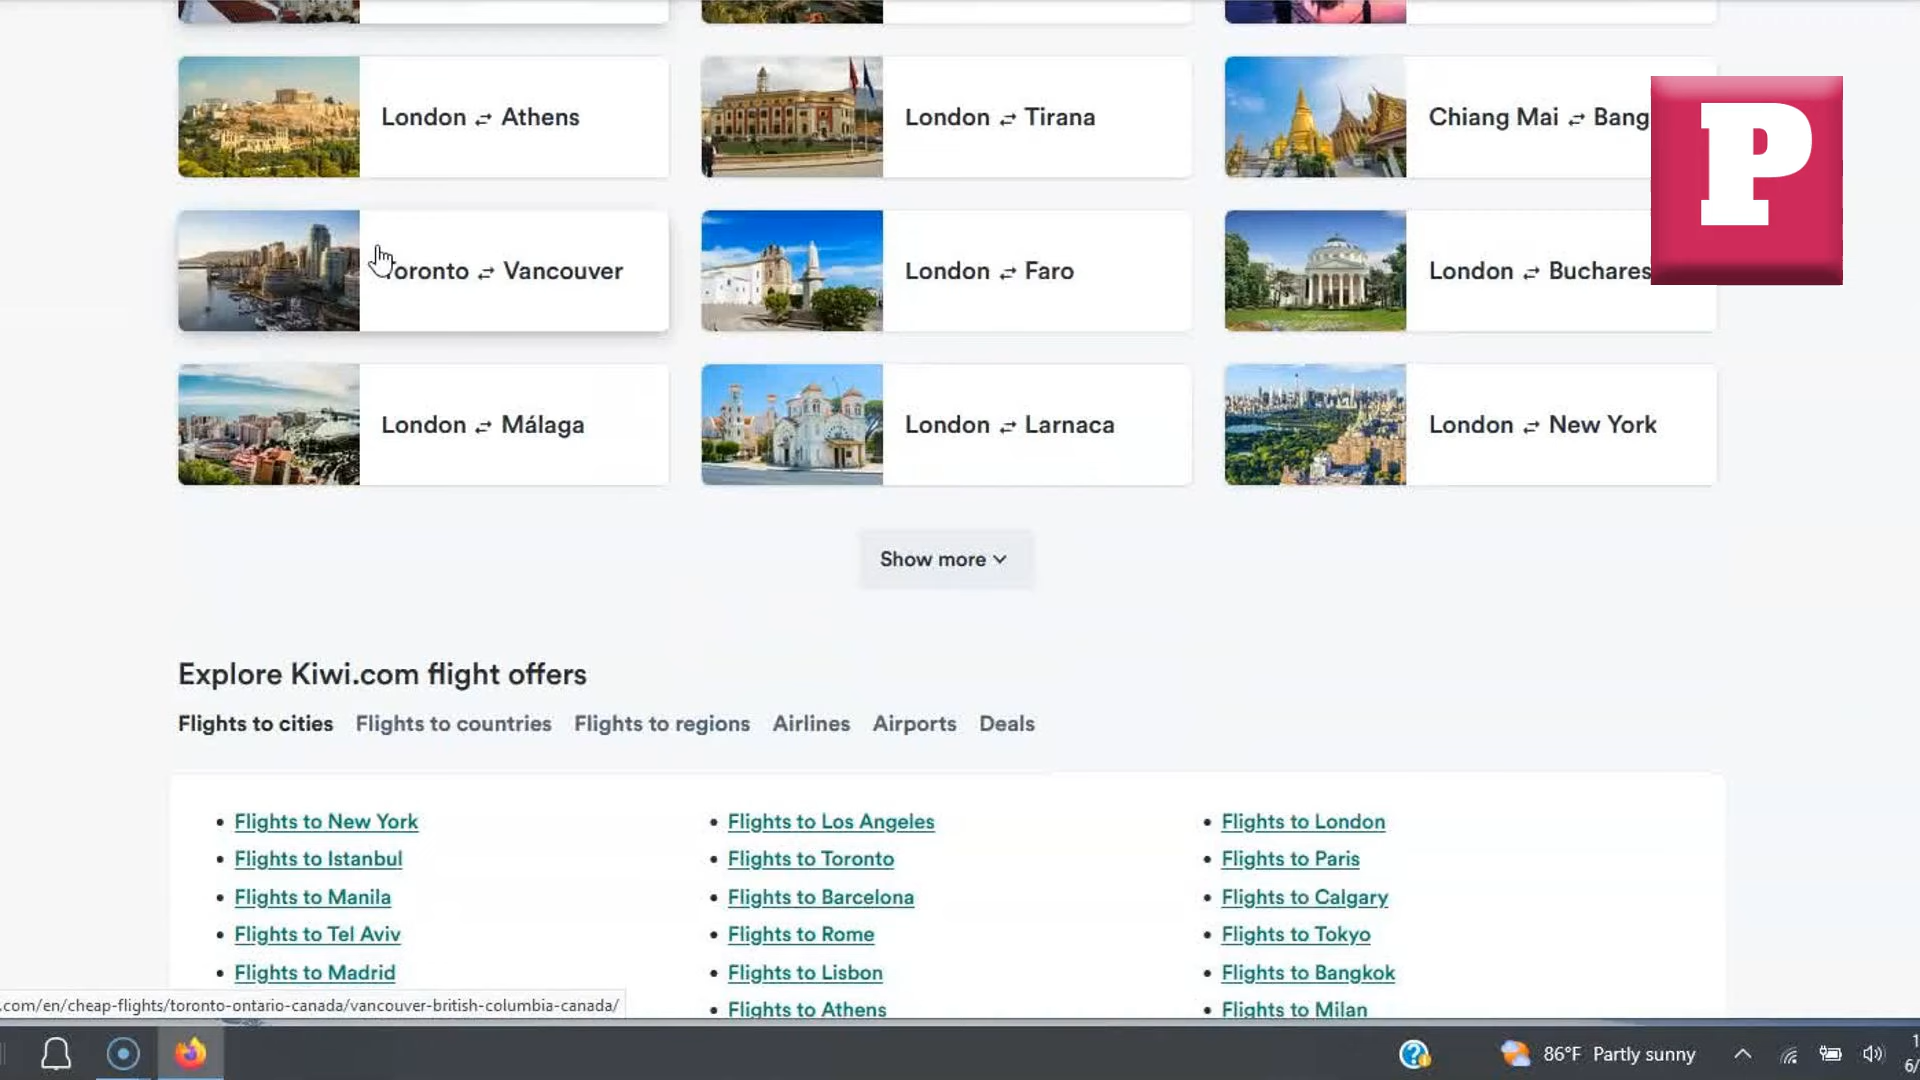 London ⇄ Athens
London ⇄ Tirana
Chiang Mai ⇄ Bang
P
oronto ⇄ Vancouver
London ⇄ Faro
London ⇄ Buchares
London ⇄ Málaga
London ⇄ Larnaca
London ⇄ New York
Show more
Explore Kiwi.com flight offers
Flights to cities Flights to countries Flights to regions Airlines Airports Deals
• Flights to New York
• Flights to Istanbul
• Flights to Manila
• Flights to Tel Aviv
• Flights to Madrid
• Flights to Los Angeles
• Flights to Toronto
• Flights to Barcelona
• Flights to Rome
• Flights to Lisbon
• Flights to Athens
• Flights to London
• Flights to Paris
• Flights to Calgary
• Flights to Tokyo
• Flights to Bangkok
• Flights to Milan
.com/en/cheap-flights/toronto-ontario-canada/vancouver-british-columbia-canada/
86°F Partly sunny
1
6/